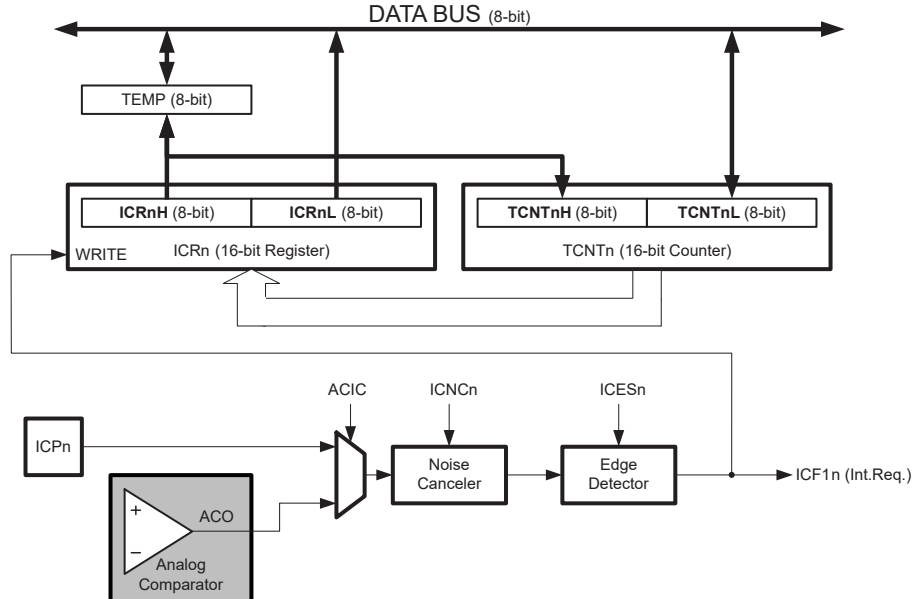 DATA BUS (8-bit)
TEMP (8-bit)
ICRnH (8-bit)
ICRnL (8-bit)
TCNTnH (8-bit)
TCNTnL (8-bit)
WRITE
ICRn (16-bit Register)
TCNTn (16-bit Counter)
ACIC
ICNCn
ICESn
ICPn
Noise
Canceler
Edge
Detector
ICF1n (Int.Req.)
+
ACO
−
Analog
Comparator